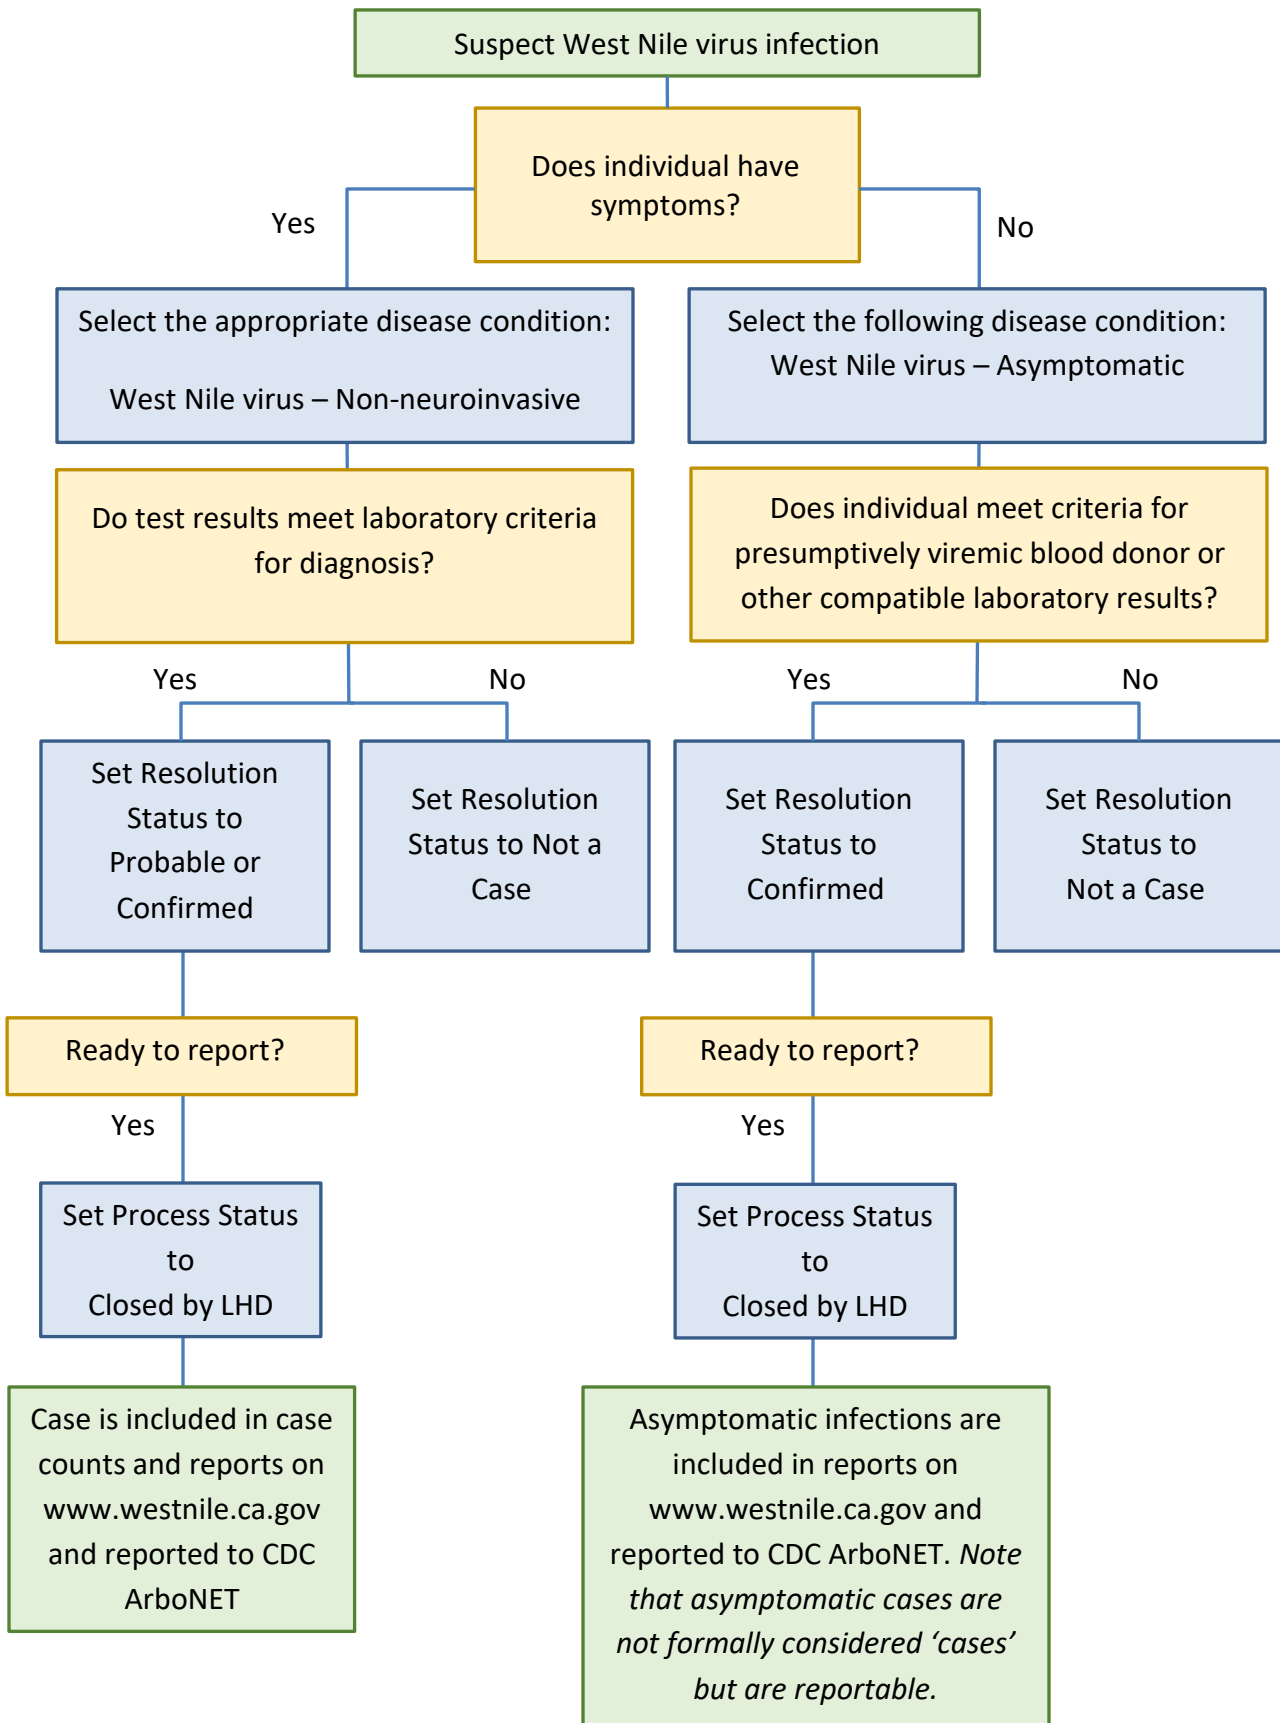 Suspect West Nile virus infection
Does individual have
symptoms?
Yes
No
Select the appropriate disease condition:
West Nile virus – Non-neuroinvasive
Select the following disease condition:
West Nile virus – Asymptomatic
Do test results meet laboratory criteria
for diagnosis?
Does individual meet criteria for
presumptively viremic blood donor or
other compatible laboratory results?
Yes
No
Yes
No
Set Resolution
Status to
Probable or
Confirmed
Set Resolution
Status to Not a
Case
Set Resolution
Status to
Confirmed
Set Resolution
Status to
Not a Case
Ready to report?
Ready to report?
Yes
Yes
Set Process Status
to
Closed by LHD
Set Process Status
to
Closed by LHD
Case is included in case
counts and reports on
www.westnile.ca.gov
and reported to CDC
ArboNET
Asymptomatic infections are
included in reports on
www.westnile.ca.gov and
reported to CDC ArboNET. Note
that asymptomatic cases are
not formally considered ‘cases’
but are reportable.